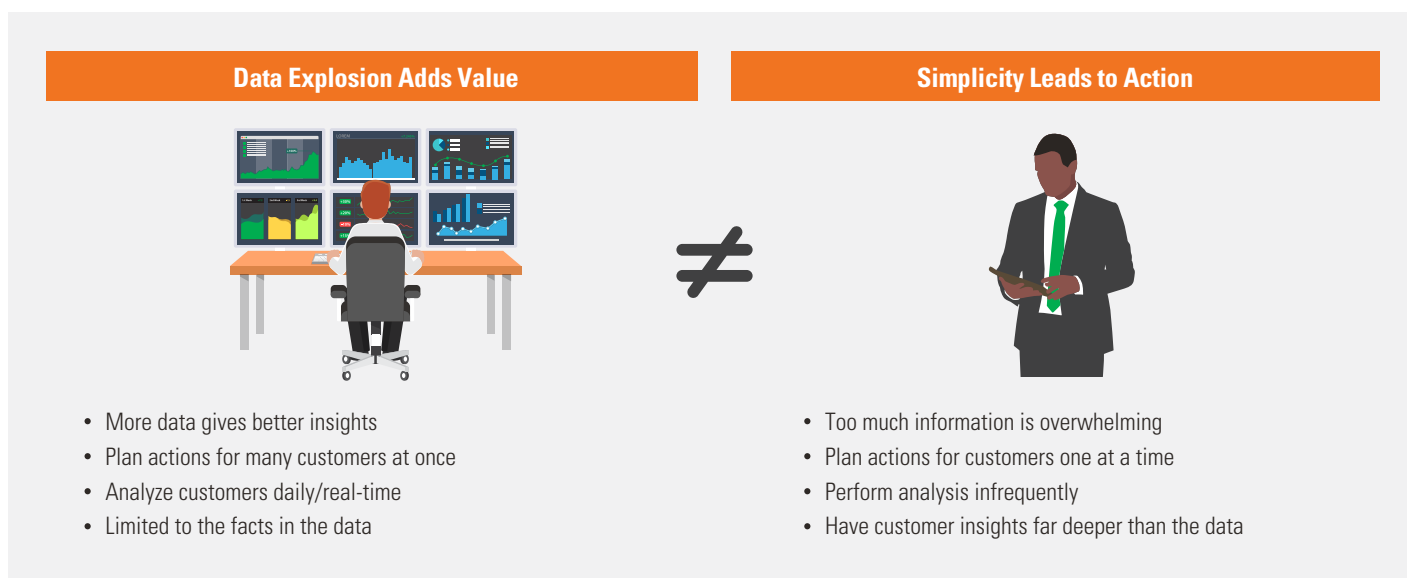 Data Explosion Adds Value
Simplicity Leads to Action
• More data gives better insights
• Plan actions for many customers at once
• Analyze customers daily/real-time
• Limited to the facts in the data
≠
• Too much information is overwhelming
• Plan actions for customers one at a time
• Perform analysis infrequently
• Have customer insights far deeper than the data